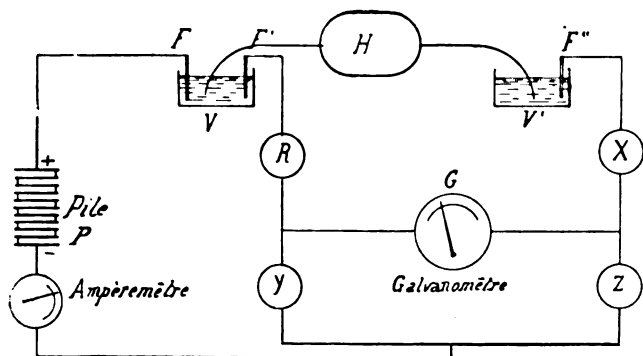 F F' H F"
V V'
R X
+
Pile
P
-
G
Ampèremètre
y
Galvanomètre
Z